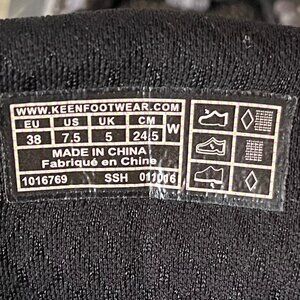 WWW.KEENFOOTWEAR.COM
EU US UK CM W
38 7.5 5 24.5
MADE IN CHINA
Fabriqué en Chine
1016769 SSH 011016